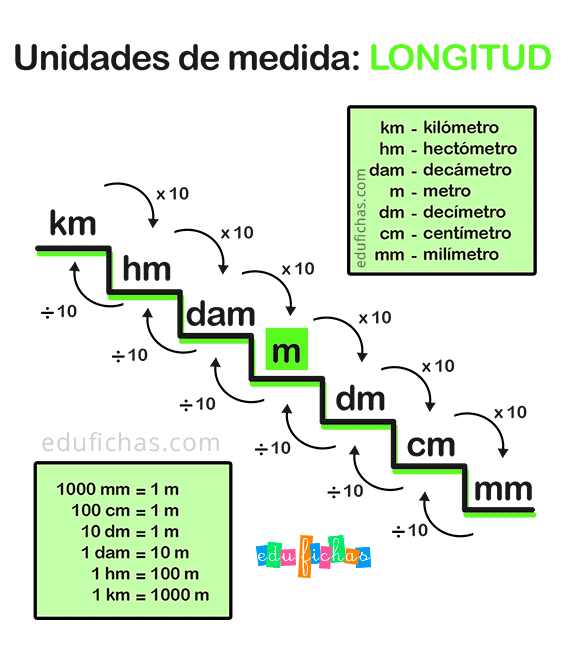 Unidades de medida: LONGITUD
km - kilómetro
hm - hectómetro
dam - decámetro
m - metro
dm - decímetro
cm - centímetro
mm - milímetro
edufichas.com
km
x 10
÷ 10
hm
x 10
÷ 10
dam
x 10
÷ 10
m
x 10
÷ 10
dm
x 10
÷ 10
cm
x 10
÷ 10
mm
edufichas.com
1000 mm = 1 m
100 cm = 1 m
10 dm = 1 m
1 dam = 10 m
1 hm = 100 m
1 km = 1000 m
edufichas